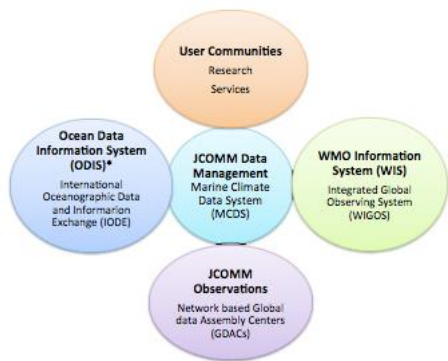 User Communities
Research
Services
Ocean Data
Information System
(ODIS)*
International
Oceanographic Data
and Information
Exchange (IODE)
JCOMM Data
Management
Marine Climate
Data System
(MCDS)
WMO Information
System (WIS)
Integrated Global
Observing System
(WIGOS)
JCOMM
Observations
Network based Global
data Assembly Centers
(GDACs)